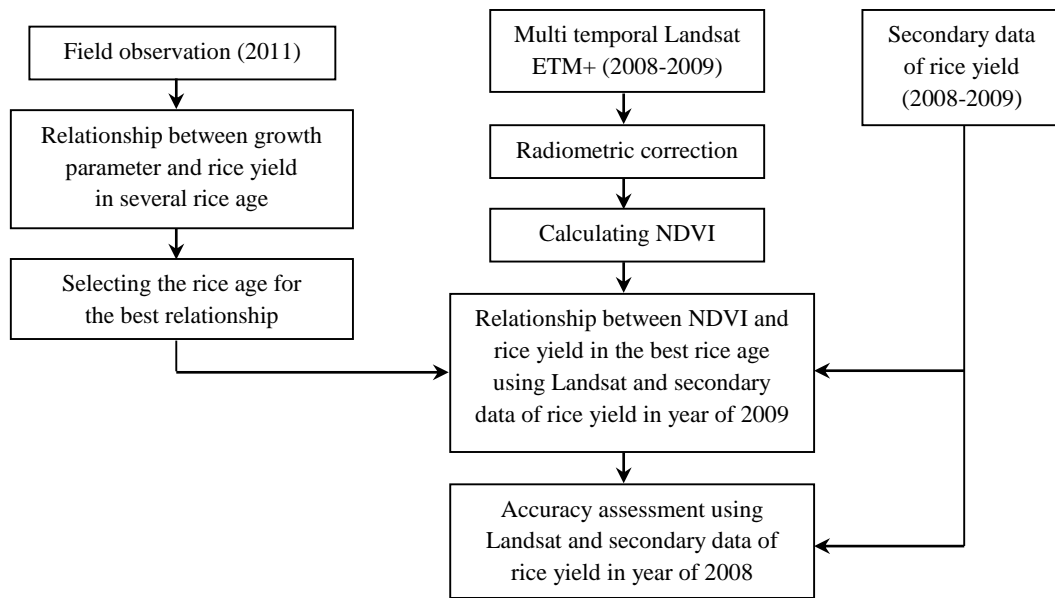 Field observation (2011)
Relationship between growth
parameter and rice yield
in several rice age
Selecting the rice age for
the best relationship
Multi temporal Landsat
ETM+ (2008-2009)
Radiometric correction
Calculating NDVI
Relationship between NDVI and
rice yield in the best rice age
using Landsat and secondary
data of rice yield in year of 2009
Accuracy assessment using
Landsat and secondary data of
rice yield in year of 2008
Secondary data
of rice yield
(2008-2009)